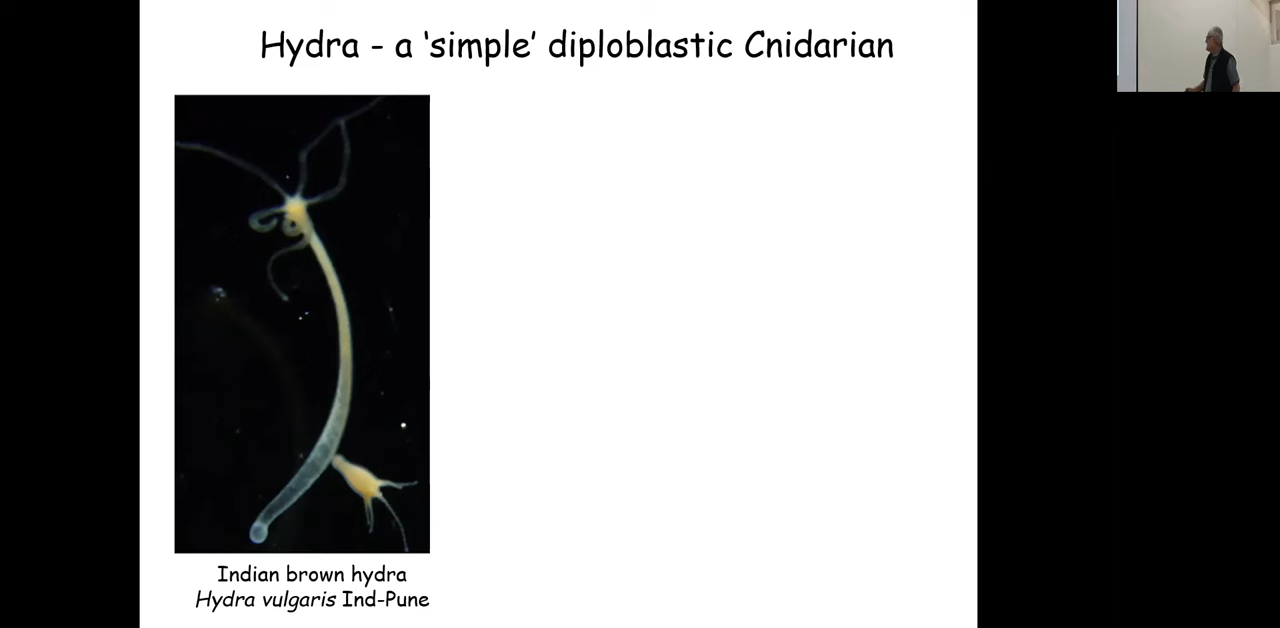 Hydra - a ‘simple’ diploblastic Cnidarian
Indian brown hydra
Hydra vulgaris Ind-Pune